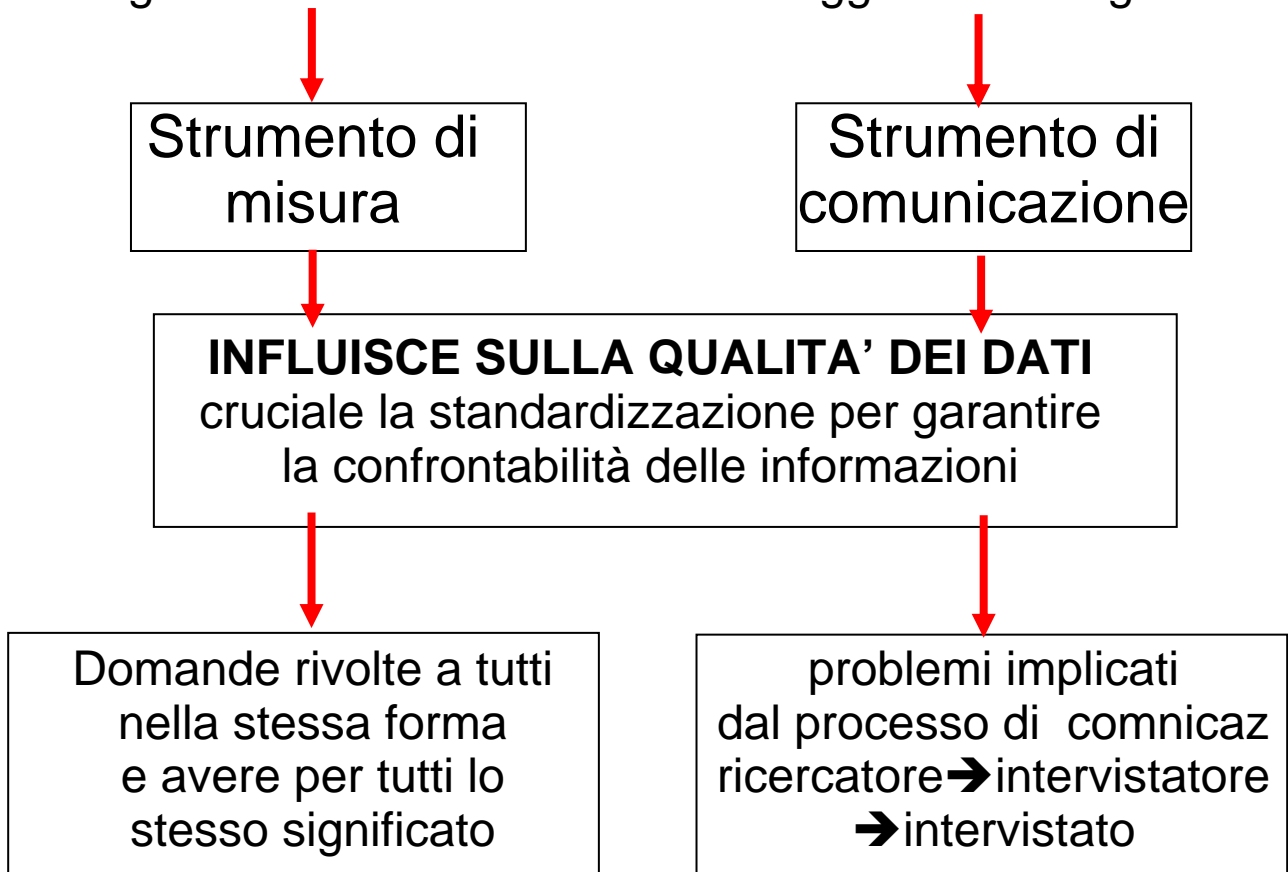 Strumento di
misura
Strumento di
comunicazione
INFLUISCE SULLA QUALITA’ DEI DATI
cruciale la standardizzazione per garantire
la confrontabilità delle informazioni
Domande rivolte a tutti
nella stessa forma
e avere per tutti lo
stesso significato
problemi implicati
dal processo di comnicaz
ricercatore➔intervistatore
➔intervistato